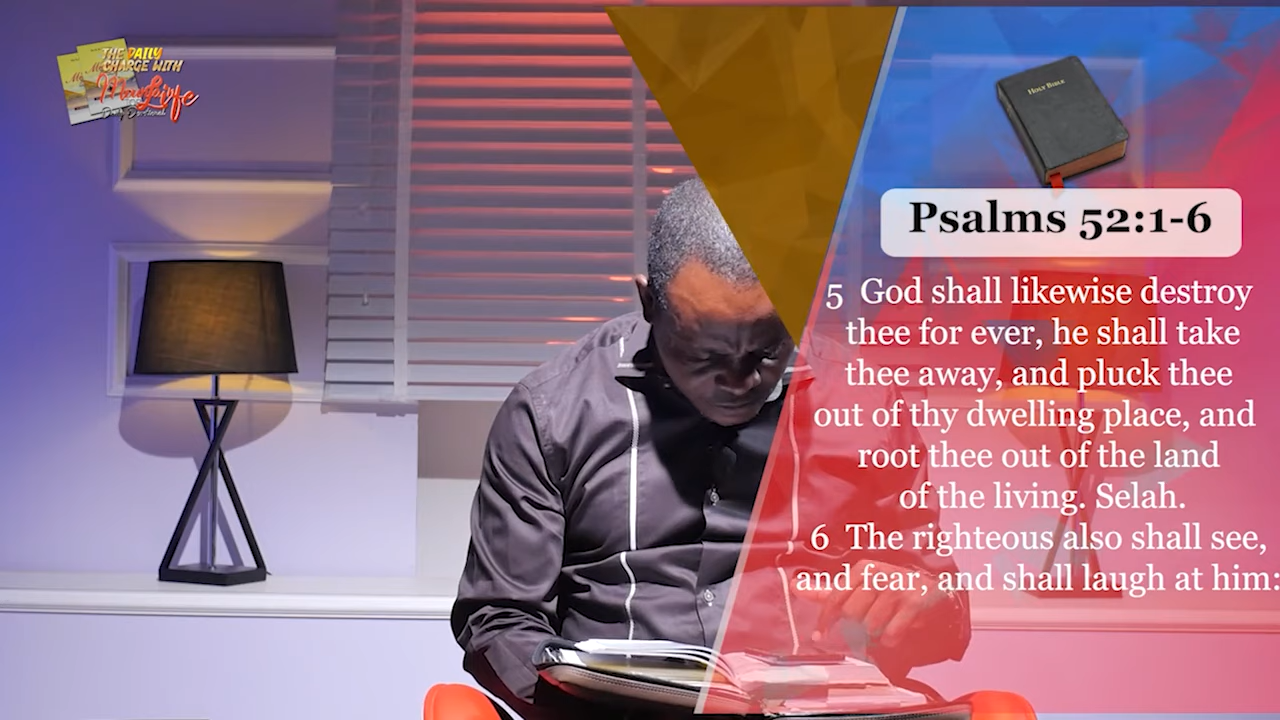 THE DAILY
CHARGE WITH
Daily Devotional
HOLY BIBLE
Psalms 52:1-6
5 God shall likewise destroy
thee for ever, he shall take
thee away, and pluck thee
out of thy dwelling place, and
root thee out of the land
of the living. Selah.
6 The righteous also shall see,
and fear, and shall laugh at him: